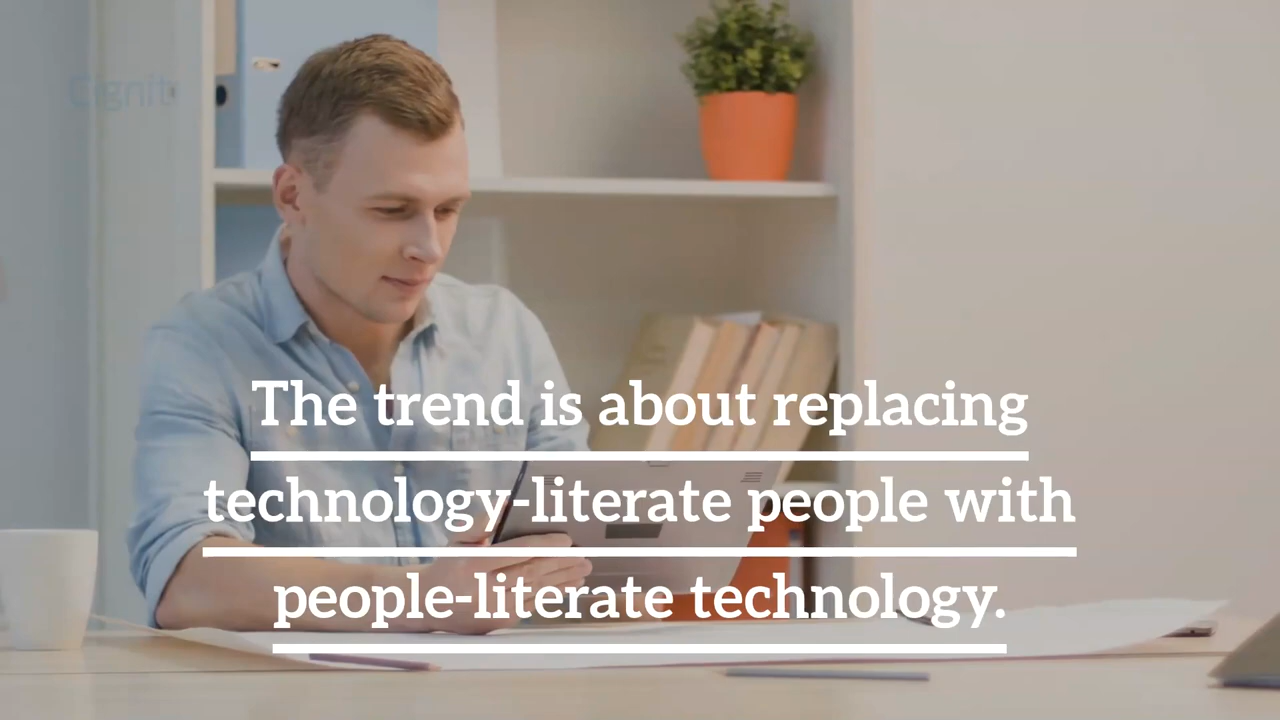 The trend is about replacing
technology-literate people with
people-literate technology.